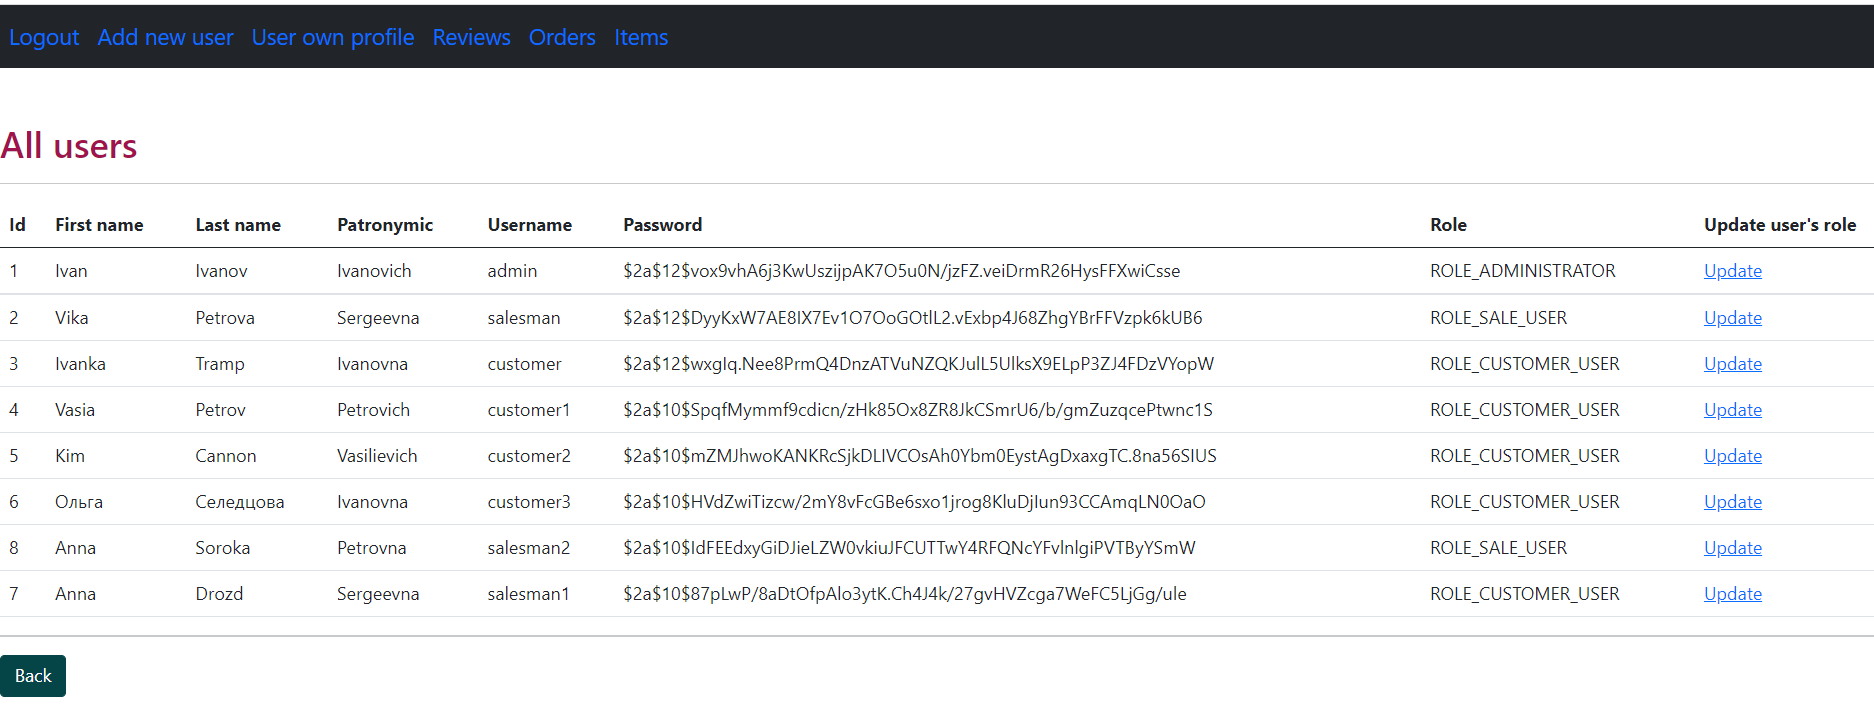 Logout Add new user User own profile Reviews Orders Items
All users
Id First name Last name Patronymic Username Password Role Update user's role
1 Ivan Ivanov Ivanovich admin $2a$12$vox9vhA6j3KwUszijpAK7O5u0N/jzFZ.veiDrmR26HysFFXwiCsse ROLE_ADMINISTRATOR Update
2 Vika Petrova Sergeevna salesman $2a$12$DyyKxW7AE8IX7Ev1O7OoGOtlL2.vExbp4J68ZhgYBrFFVzpk6kUB6 ROLE_SALE_USER Update
3 Ivanka Tramp Ivanovna customer $2a$12$wxgIq.Nee8PrmQ4DnzATVuNZQKJulL5UlksX9ELpP3ZJ4FDzVYopW ROLE_CUSTOMER_USER Update
4 Vasia Petrov Petrovich customer1 $2a$10$SpqfMymmf9cdicn/zHk85Ox8ZR8JkCSmrU6/b/gmZuzqcePtwnc1S ROLE_CUSTOMER_USER Update
5 Kim Cannon Vasilievich customer2 $2a$10$mZMJhwoKANKRcSjkDLIVCOsAh0Ybm0EystAgDxaxgTC.8na56SIUS ROLE_CUSTOMER_USER Update
6 Ольга Селедцова Ivanovna customer3 $2a$10$HVdZwiTizcw/2mY8vFcGBe6sxo1jrog8KluDjIun93CCAmqLN0OaO ROLE_CUSTOMER_USER Update
8 Anna Soroka Petrovna salesman2 $2a$10$IdFEEdxyGiDJieLZW0vkiuJFCUTTwY4RFQNcYFvlnlgiPVTByYSmW ROLE_SALE_USER Update
7 Anna Drozd Sergeevna salesman1 $2a$10$87pLwP/8aDtOfpAlo3ytK.Ch4J4k/27gvHVZcga7WeFC5LjGg/ule ROLE_CUSTOMER_USER Update
Back